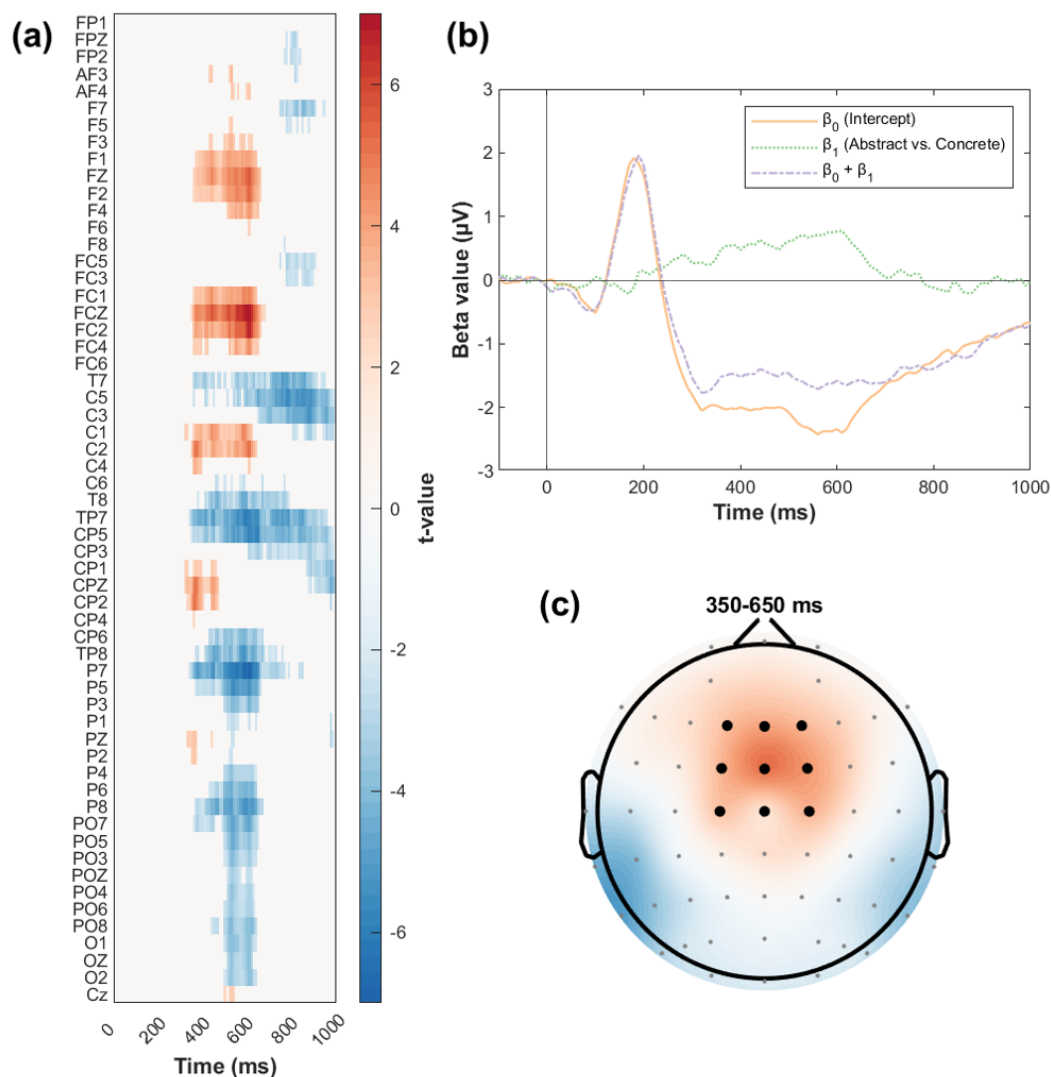 (a)
FP1
FPZ
FP2
AF3
AF4
F7
F5
F3
F1
FZ
F2
F4
F6
F8
FC5
FC3
FC1
FCZ
FC2
FC4
FC6
T7
C5
C3
C1
C2
C4
C6
T8
TP7
CP5
CP3
CP1
CPZ
CP2
CP4
CP6
TP8
P7
P5
P3
P1
PZ
P2
P4
P6
P8
PO7
PO5
PO3
POZ
PO4
PO6
PO8
O1
OZ
O2
Cz
0
200
400
600
800
1000
Time (ms)
6
4
2
0
-2
-4
-6
t-value
(b)
3
2
1
0
-1
-2
-3
Beta value (µV)
β0 (Intercept)
β1 (Abstract vs. Concrete)
β0 + β1
0
200
400
600
800
1000
Time (ms)
(c)
350-650 ms